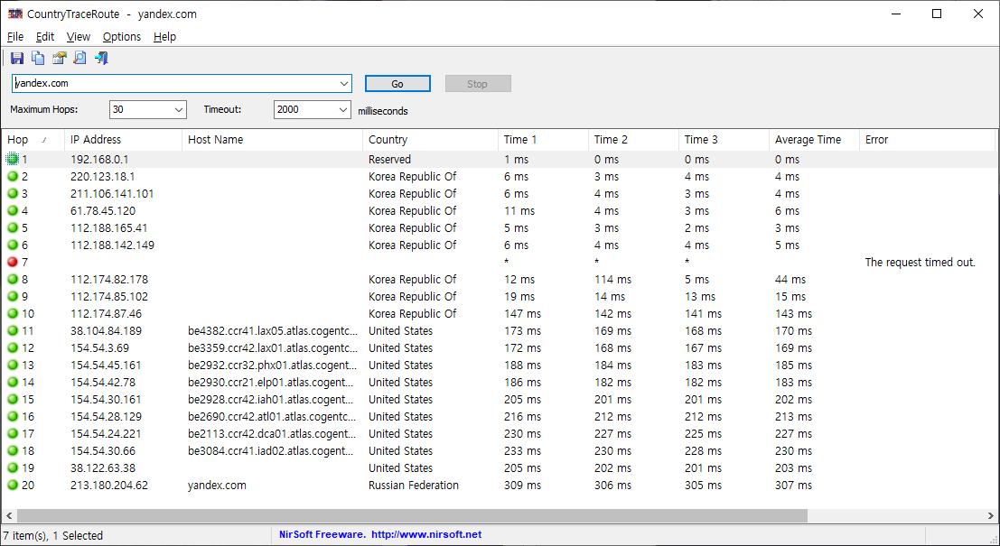 CountryTraceRoute - yandex.com
File Edit View Options Help
yandex.com Go Stop
Maximum Hops: 30 Timeout: 2000 milliseconds
Hop IP Address Host Name Country Time 1 Time 2 Time 3 Average Time Error
1 192.168.0.1 Reserved 1 ms 0 ms 0 ms 0 ms
2 220.123.18.1 Korea Republic Of 6 ms 3 ms 4 ms 4 ms
3 211.106.141.101 Korea Republic Of 6 ms 4 ms 3 ms 4 ms
4 61.78.45.120 Korea Republic Of 11 ms 4 ms 3 ms 6 ms
5 112.188.165.41 Korea Republic Of 5 ms 3 ms 2 ms 3 ms
6 112.188.142.149 Korea Republic Of 6 ms 4 ms 4 ms 5 ms
7 * * * The request timed out.
8 112.174.82.178 Korea Republic Of 12 ms 114 ms 5 ms 44 ms
9 112.174.85.102 Korea Republic Of 19 ms 14 ms 13 ms 15 ms
10 112.174.87.46 Korea Republic Of 147 ms 142 ms 141 ms 143 ms
11 38.104.84.189 be4382.ccr41.lax05.atlas.cogentc... United States 173 ms 169 ms 168 ms 170 ms
12 154.54.3.69 be3359.ccr42.lax01.atlas.cogentc... United States 172 ms 168 ms 167 ms 169 ms
13 154.54.45.161 be2932.ccr32.phx01.atlas.cogent... United States 188 ms 184 ms 183 ms 185 ms
14 154.54.42.78 be2930.ccr21.elp01.atlas.cogent... United States 186 ms 182 ms 182 ms 183 ms
15 154.54.30.161 be2928.ccr42.iah01.atlas.cogent... United States 205 ms 201 ms 201 ms 202 ms
16 154.54.28.129 be2690.ccr42.atl01.atlas.cogentc... United States 216 ms 212 ms 212 ms 213 ms
17 154.54.24.221 be2113.ccr42.dca01.atlas.cogent... United States 230 ms 227 ms 225 ms 227 ms
18 154.54.30.66 be3084.ccr41.iad02.atlas.cogent... United States 233 ms 230 ms 228 ms 230 ms
19 38.122.63.38 United States 205 ms 202 ms 201 ms 203 ms
20 213.180.204.62 yandex.com Russian Federation 309 ms 306 ms 305 ms 307 ms
7 item(s), 1 Selected NirSoft Freeware. http://www.nirsoft.net